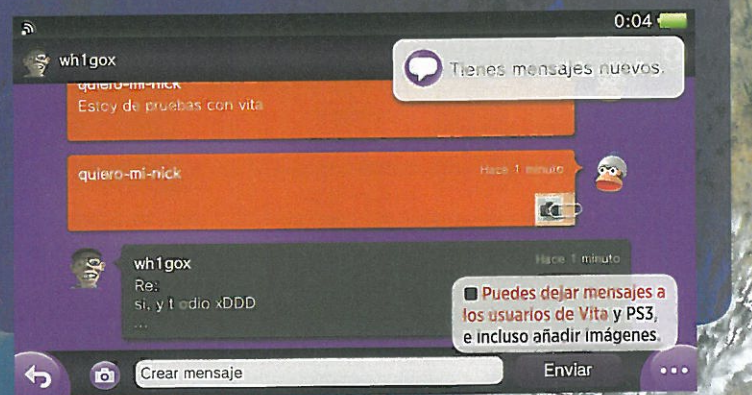 0:04
wh1gox
Tienes mensajes nuevos.
quiero-mi-nick
Estoy de pruebas con vita
quiero-mi-nick
Hace 1 minuto
wh1gox
Hace 1 minuto
Re:
si, y t odio xDDD
...
Puedes dejar mensajes a
los usuarios de Vita y PS3,
e incluso añadir imágenes.
Crear mensaje
Enviar